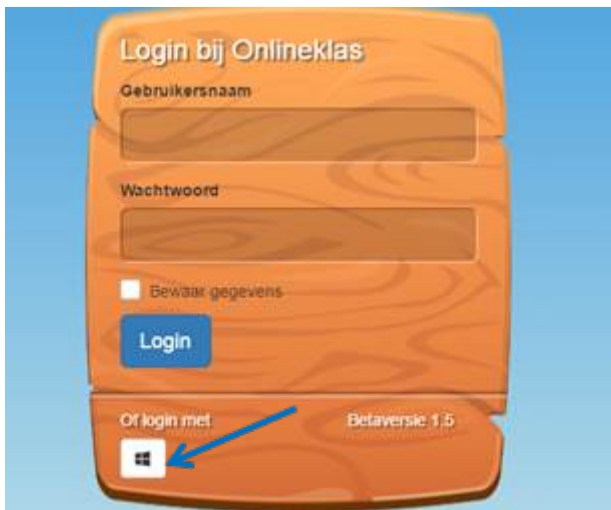 Login bij Onlineklas
Gebruikersnaam
Wachtwoord
Bewaar gegevens
Login
Of login met
Betaversie 1.5